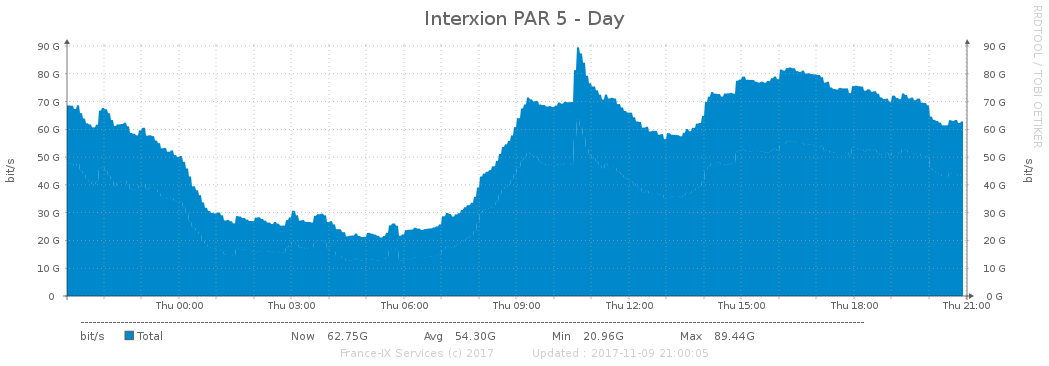 Interxion PAR 5 - Day
RRDTOOL / TOBI OETIKER
bit/s
90 G 90 G
80 G 80 G
70 G 70 G
60 G 60 G
50 G 50 G
40 G 40 G
30 G 30 G
20 G 20 G
10 G 10 G
0 0 G
bit/s
Thu 00:00 Thu 03:00 Thu 06:00 Thu 09:00 Thu 12:00 Thu 15:00 Thu 18:00 Thu 21:00
bit/s Total Now 62.75G Avg 54.30G Min 20.96G Max 89.44G
France-IX Services (c) 2017 Updated : 2017-11-09 21:00:05